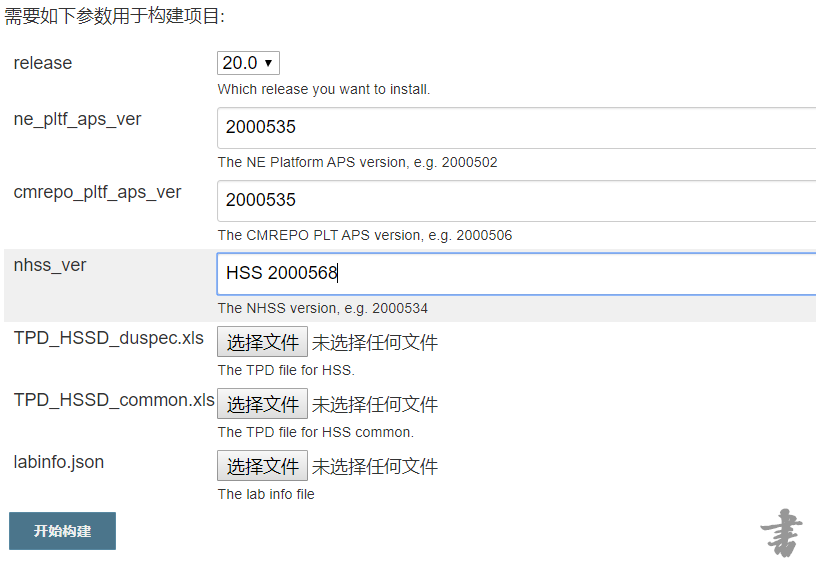 需要如下参数用于构建项目:
release
20.0
Which release you want to install.
ne_pltf_aps_ver
2000535
The NE Platform APS version, e.g. 2000502
cmrepo_pltf_aps_ver
2000535
The CMREPO PLT APS version, e.g. 2000506
nhss_ver
HSS 2000568
The NHSS version, e.g. 2000534
TPD_HSSD_duspec.xls
选择文件 未选择任何文件
The TPD file for HSS.
TPD_HSSD_common.xls
选择文件 未选择任何文件
The TPD file for HSS common.
labinfo.json
选择文件 未选择任何文件
The lab info file
开始构建
書